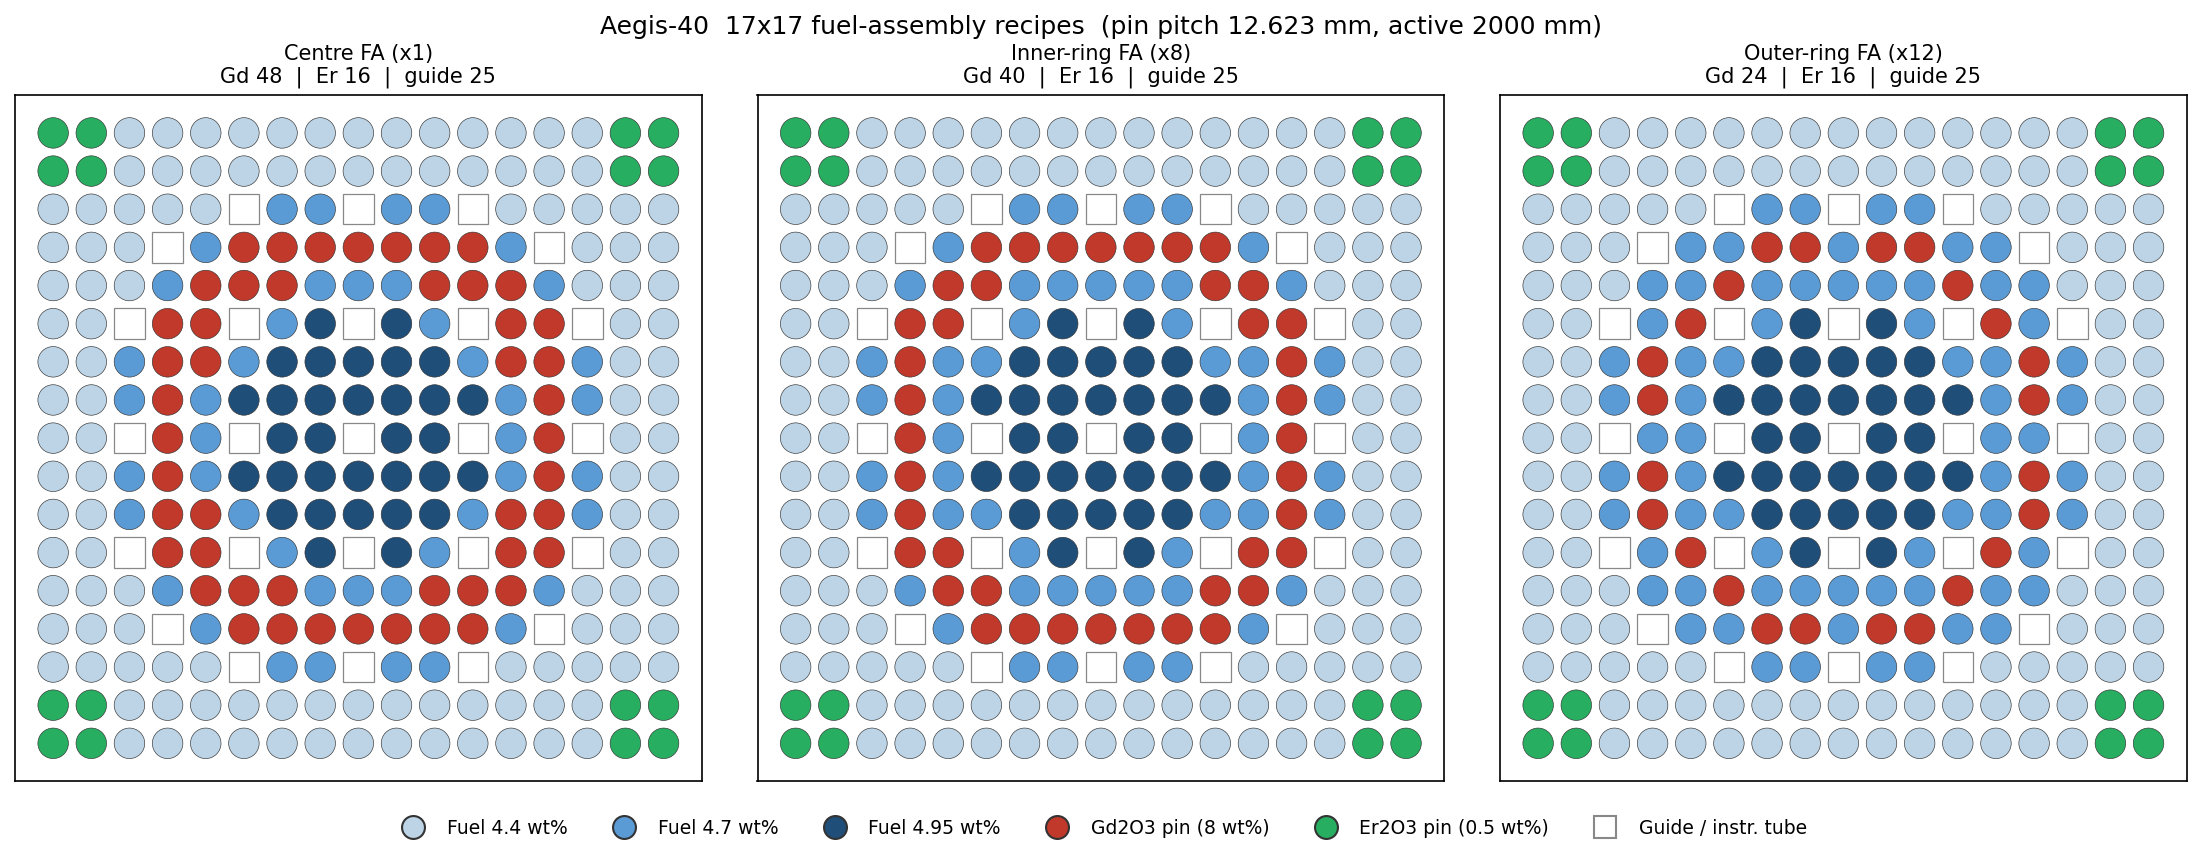 Aegis-40  17x17 fuel-assembly recipes  (pin pitch 12.623 mm, active 2000 mm)
Centre FA (x1)
Gd 48  |  Er 16  |  guide 25
Inner-ring FA (x8)
Gd 40  |  Er 16  |  guide 25
Outer-ring FA (x12)
Gd 24  |  Er 16  |  guide 25
Fuel 4.4 wt%
Fuel 4.7 wt%
Fuel 4.95 wt%
Gd2O3 pin (8 wt%)
Er2O3 pin (0.5 wt%)
Guide / instr. tube